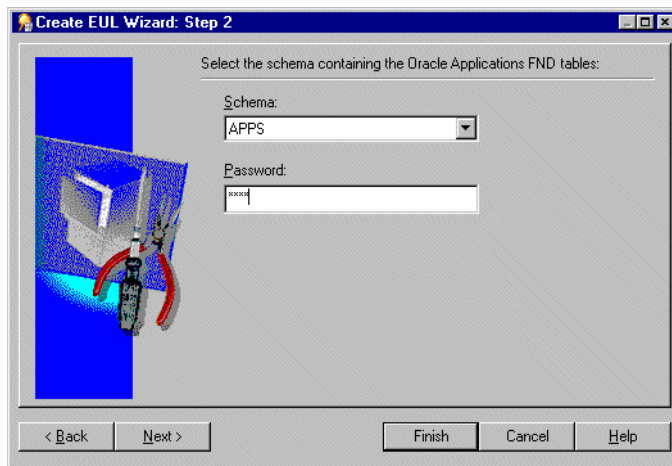 Create EUL Wizard: Step 2
Select the schema containing the Oracle Applications FND tables:
Schema:
APPS
Password:
****
< Back
Next >
Finish
Cancel
Help